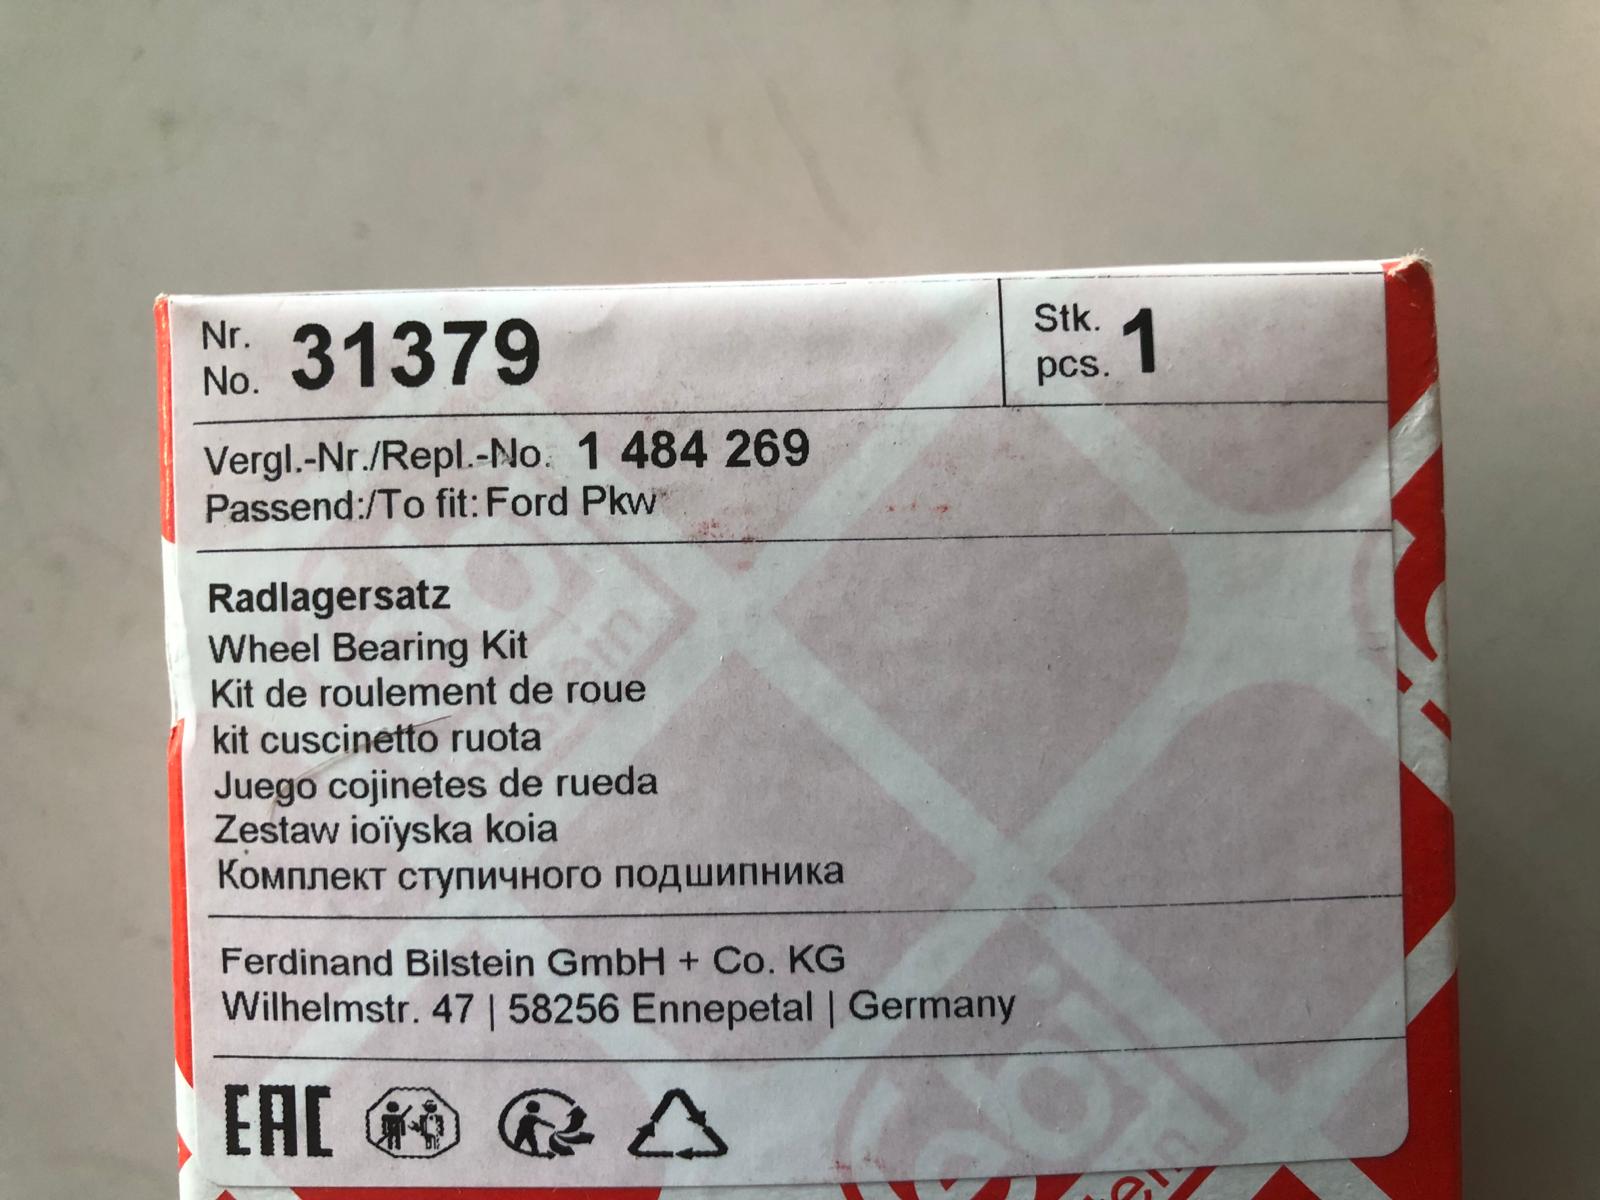 Nr. 31379
No.
Stk. 1
pcs.
Vergl.-Nr./Repl.-No. 1 484 269
Passend:/To fit: Ford Pkw
Radlagersatz
Wheel Bearing Kit
Kit de roulement de roue
kit cuscinetto ruota
Juego cojinetes de rueda
Zestaw ioïyska koia
Комплект ступичного подшипника
Ferdinand Bilstein GmbH + Co. KG
Wilhelmstr. 47 | 58256 Ennepetal | Germany
EAC